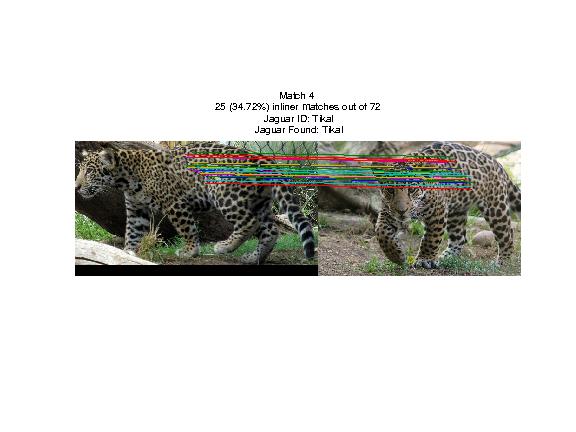 Match 4
25 (34.72%) inliner matches out of 72
Jaguar ID: Tikal
Jaguar Found: Tikal